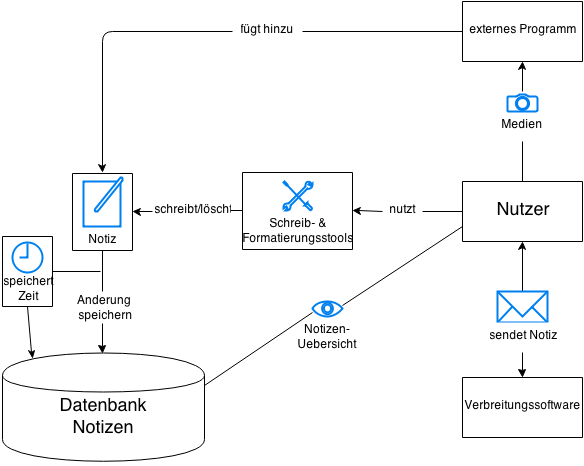 fügt hinzu
externes Programm
Medien
Notiz
schreibt/löscht
Schreib- &
Formatierungsstools
nutzt
Nutzer
speichert
Zeit
Anderung
speichern
Notizen-
Uebersicht
sendet Notiz
Datenbank
Notizen
Verbreitungssoftware